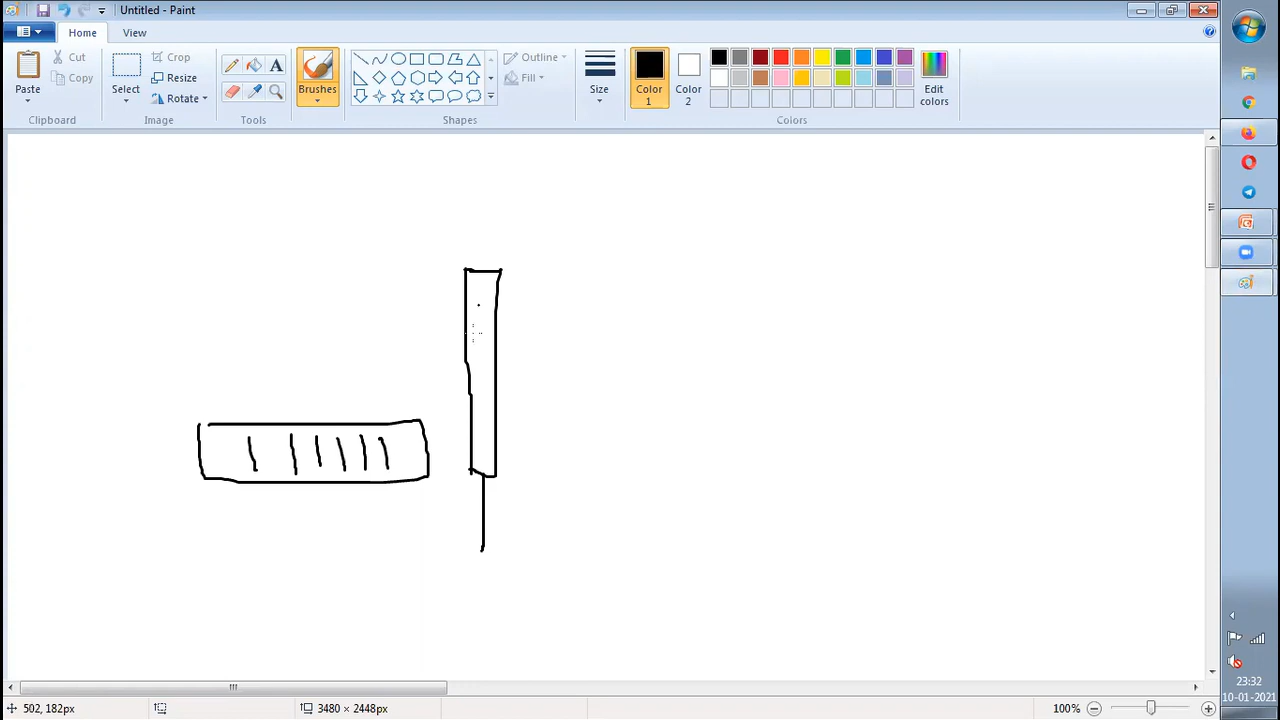 Untitled - Paint
Home View
Paste
Cut
Copy
Clipboard
Select
Crop
Resize
Rotate
Image
A
Tools
Brushes
Outline
Fill
Shapes
Size
Color 1
Color 2
Edit colors
Colors
502, 182px
3480 × 2448px
100%
23:32
10-01-2021